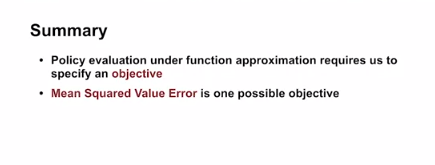 Summary
• Policy evaluation under function approximation requires us to
specify an objective
• Mean Squared Value Error is one possible objective